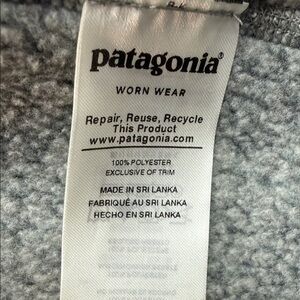 patagonia®
WORN WEAR
Repair, Reuse, Recycle
This Product
www.patagonia.com
100% POLYESTER
EXCLUSIVE OF TRIM
MADE IN SRI LANKA
FABRIQUÉ AU SRI LANKA
HECHO EN SRI LANKA